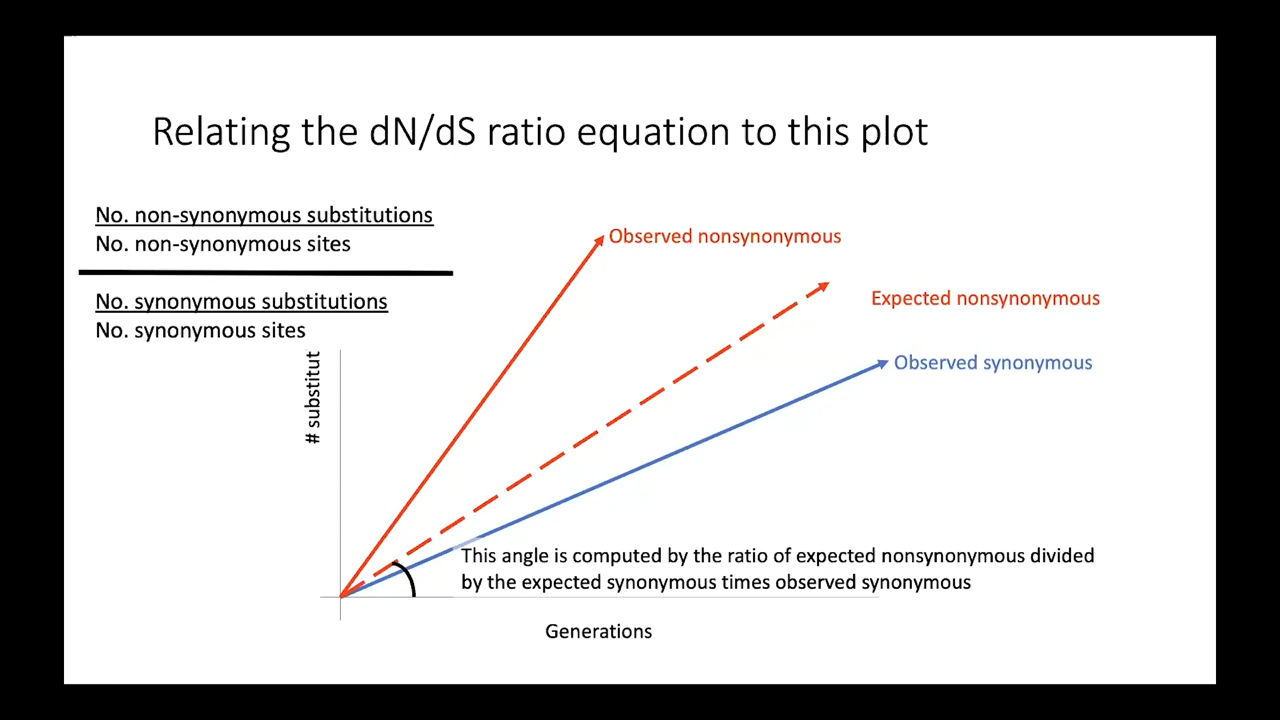 Relating the dN/dS ratio equation to this plot
No. non-synonymous substitutions
No. non-synonymous sites
No. synonymous substitutions
No. synonymous sites
# substitut
Observed nonsynonymous
Expected nonsynonymous
Observed synonymous
This angle is computed by the ratio of expected nonsynonymous divided
by the expected synonymous times observed synonymous
Generations